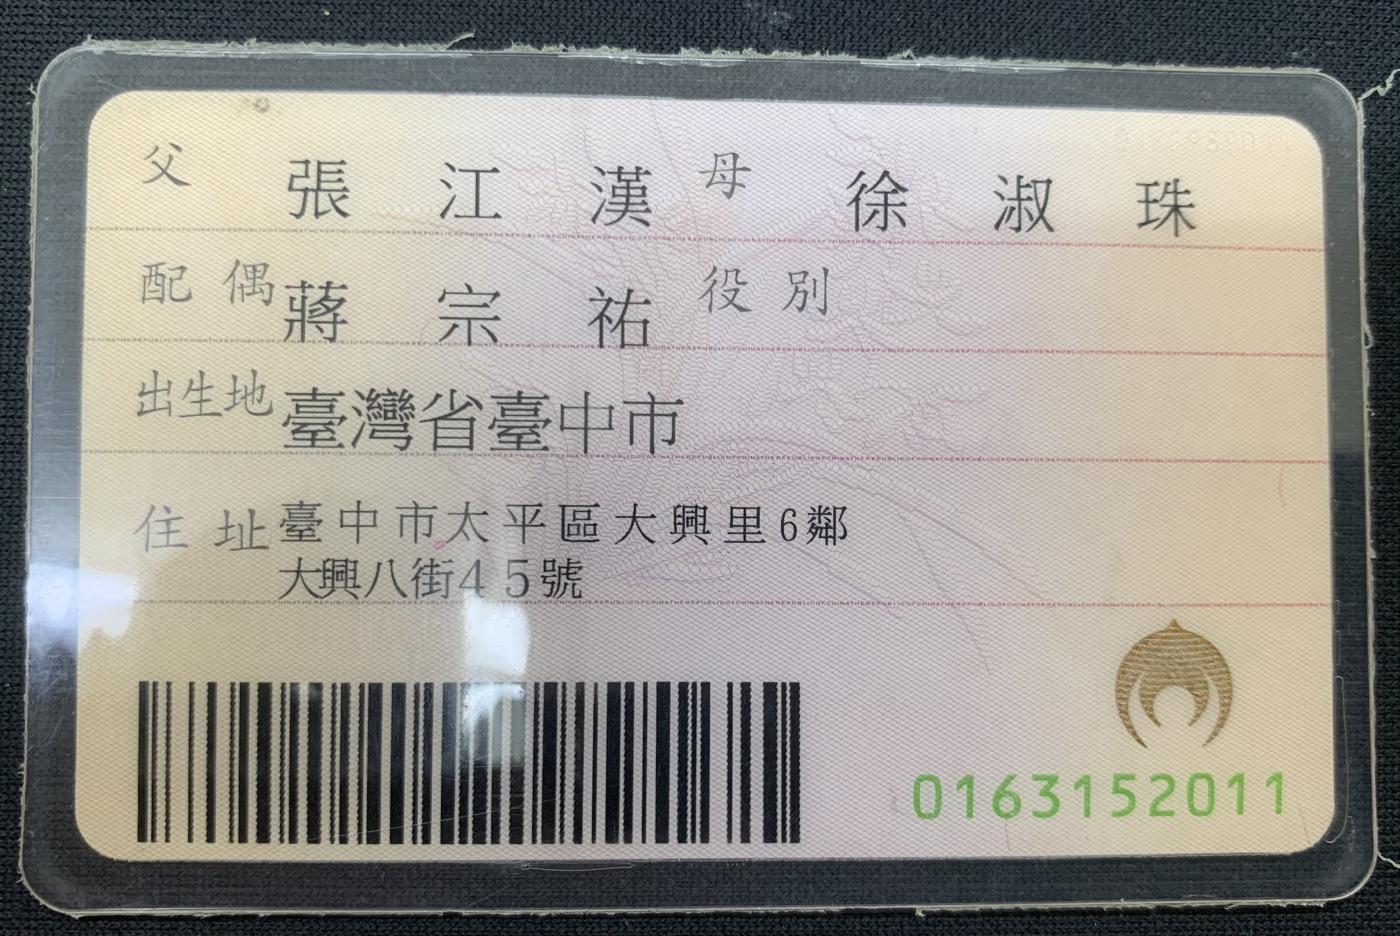 父 張江漢 母 徐淑珠
配偶 蔣宗祐 役別
出生地 臺灣省臺中市
住址 臺中市太平區大興里6鄰
大興八街45號
0163152011